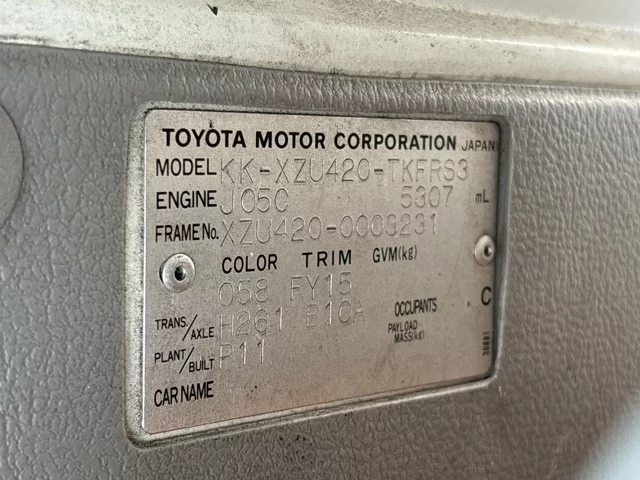 TOYOTA MOTOR CORPORATION JAPAN
MODEL KK-XZU420-TKFRS3
ENGINE J05C 5307 mL
FRAME No. XZU420-0003231
COLOR TRIM GVM(kg)
058 FY15
TRANS./AXLE H261 B10A OCCUPANTS C
PLANT/BUILT P11 PAYLOAD MASS(kg)
CAR NAME